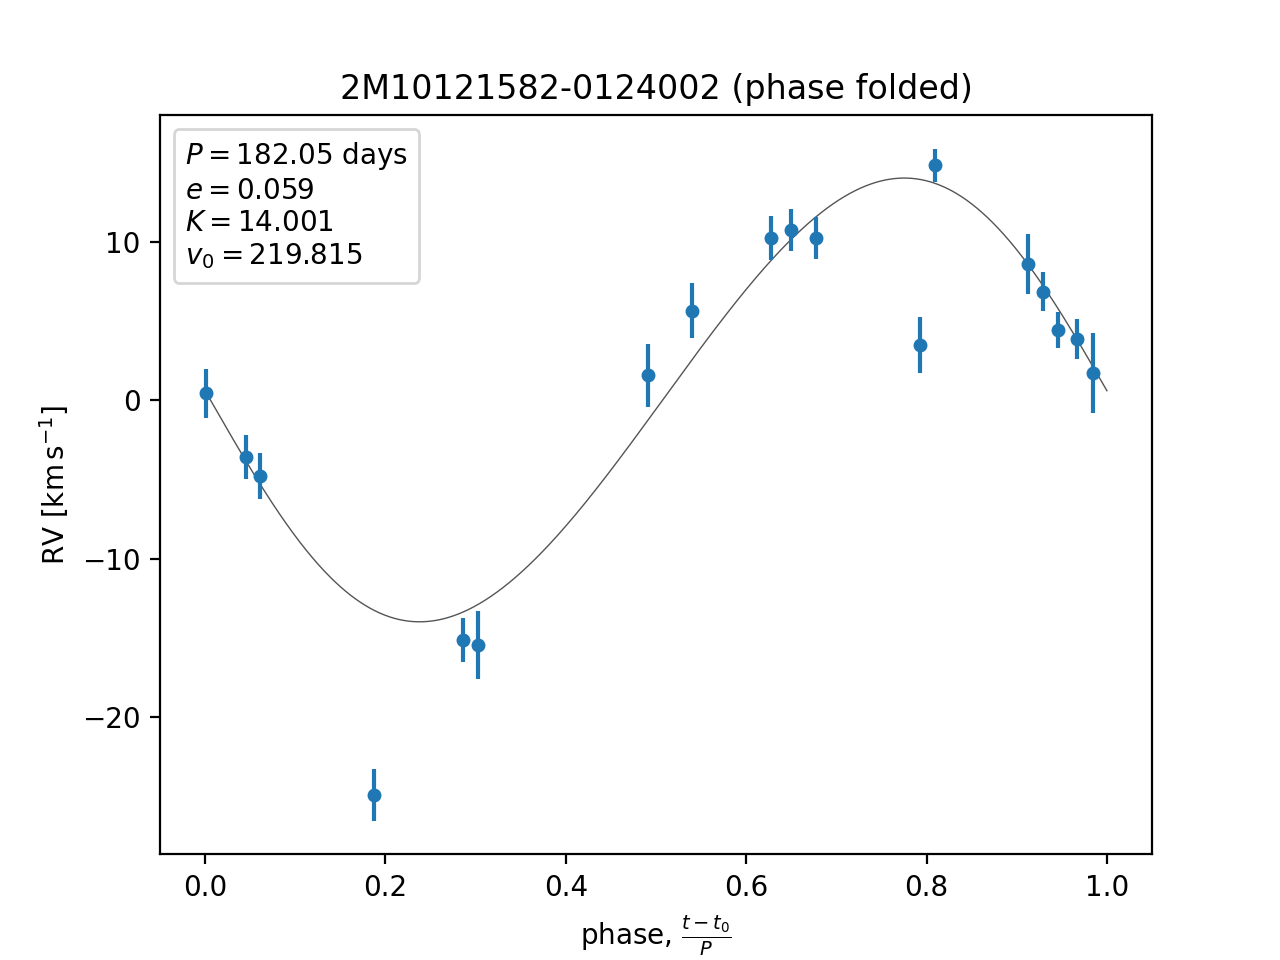 2M10121582-0124002 (phase folded)
P = 182.05 days
e = 0.059
K = 14.001
v₀ = 219.815
10
0
−10
−20
RV [km s⁻¹]
0.0 0.2 0.4 0.6 0.8 1.0
phase, (t − t₀)/P